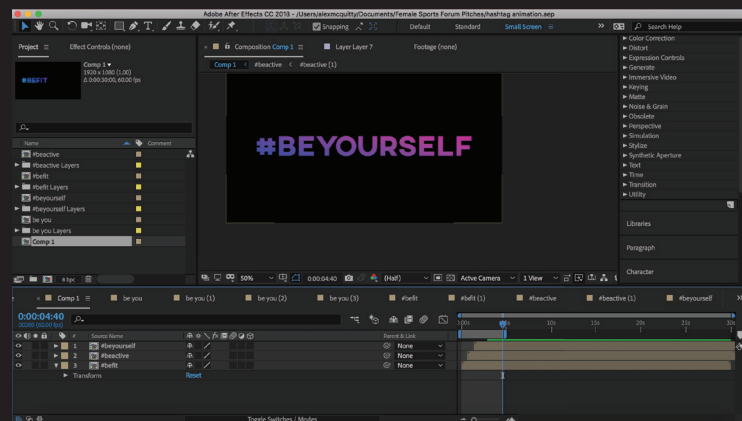 Adobe After Effects CC 2018 - /Users/alexmcquitty/Documents/Female Sports Forum Pitches/hashtag animation.aep
Snapping
Default
Standard
Small Screen
Search Help
Project
Effect Controls (none)
Composition Comp 1
Layer Layer 7
Footage (none)
Comp 1
#beactive
#beactive (1)
Comp 1
1920 x 1080 (1.00)
Δ 0:00:30:00, 60.00 fps
#BEFIT
#BEYOURSELF
Name
Comment
#beactive
#beactive Layers
#befit
#befit Layers
#beyourself
#beyourself Layers
be you
be you Layers
Comp 1
8 bpc
50%
0:00:04:40
(Half)
Active Camera
1 View
Color Correction
Distort
Expression Controls
Generate
Immersive Video
Keying
Matte
Noise & Grain
Obsolete
Perspective
Simulation
Stylize
Synthetic Aperture
Text
Time
Transition
Utility
Libraries
Paragraph
Character
Comp 1
be you
be you (1)
be you (2)
be you (3)
#befit
#befit (1)
#beactive
#beactive (1)
#beyourself
0:00:04:40
00280 (60.00 fps)
# Source Name
Parent & Link
1 #beyourself None
2 #beactive None
3 #befit None
Transform Reset
10s 15s 20s 25s 30s
Toggle Switches / Modes